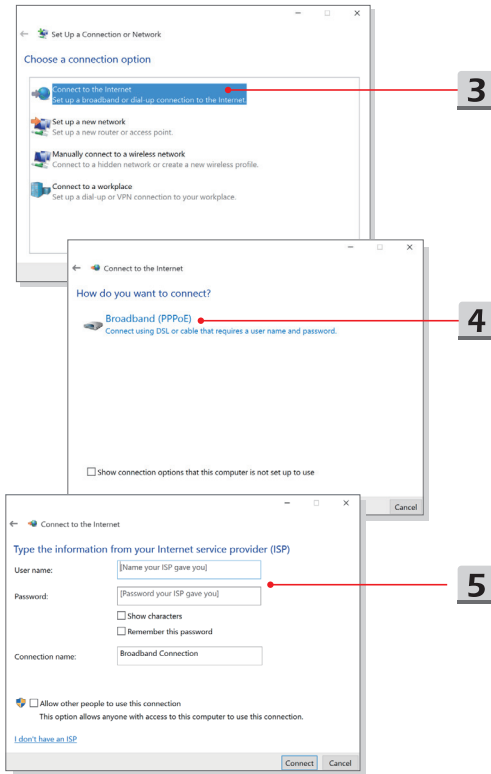 Set Up a Connection or Network
Choose a connection option
Connect to the Internet
Set up a broadband or dial-up connection to the Internet.
3
Set up a new network
Set up a new router or access point.
Manually connect to a wireless network
Connect to a hidden network or create a new wireless profile.
Connect to a workplace
Set up a dial-up or VPN connection to your workplace.
Connect to the Internet
How do you want to connect?
Broadband (PPPoE)
4
Connect using DSL or cable that requires a user name and password.
Show connection options that this computer is not set up to use
Cancel
Connect to the Internet
Type the information from your Internet service provider (ISP)
User name: [Name your ISP gave you]
5
Password: [Password your ISP gave you]
Show characters
Remember this password
Connection name: Broadband Connection
Allow other people to use this connection
This option allows anyone with access to this computer to use this connection.
I don't have an ISP
Connect Cancel